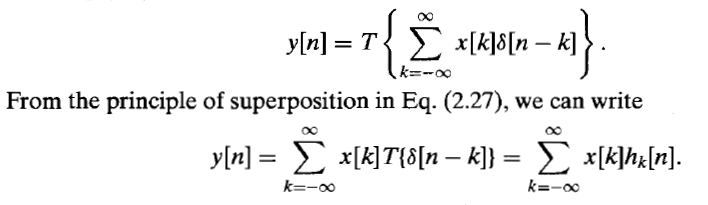 y[n] = T { ∑_{k=-∞}^{∞} x[k]δ[n − k] } .
From the principle of superposition in Eq. (2.27), we can write
y[n] = ∑_{k=-∞}^{∞} x[k]T{δ[n − k]} = ∑_{k=-∞}^{∞} x[k]h_k[n].